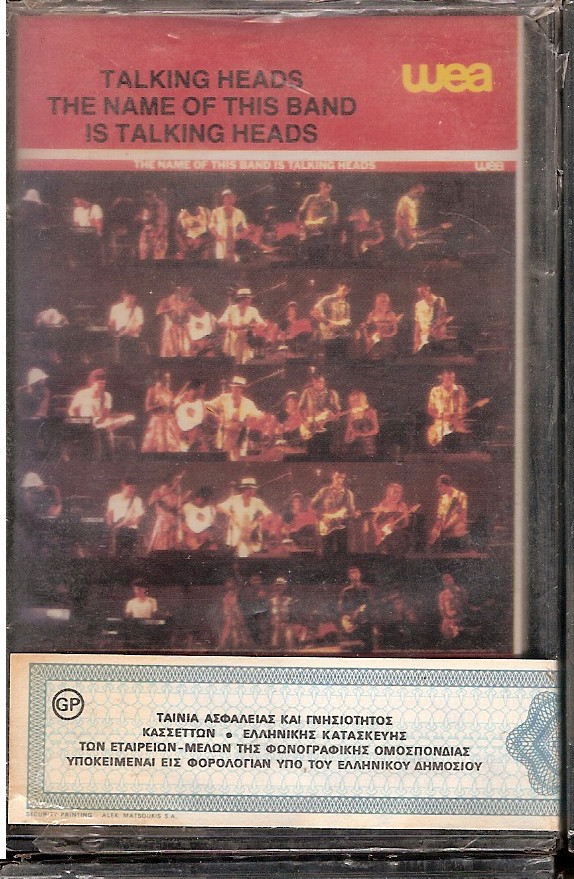 TALKING HEADS
THE NAME OF THIS BAND
IS TALKING HEADS
wea
THE NAME OF THIS BAND IS TALKING HEADS
wea
GP
ΤΑΙΝΙΑ ΑΣΦΑΛΕΙΑΣ ΚΑΙ ΓΝΗΣΙΟΤΗΤΟΣ
ΚΑΣΣΕΤΤΩΝ • ΕΛΛΗΝΙΚΗΣ ΚΑΤΑΣΚΕΥΗΣ
ΤΩΝ ΕΤΑΙΡΕΙΩΝ-ΜΕΛΩΝ ΤΗΣ ΦΩΝΟΓΡΑΦΙΚΗΣ ΟΜΟΣΠΟΝΔΙΑΣ
ΥΠΟΚΕΙΜΕΝΑΙ ΕΙΣ ΦΟΡΟΛΟΓΙΑΝ ΥΠΟ ΤΟΥ ΕΛΛΗΝΙΚΟΥ ΔΗΜΟΣΙΟΥ
SECURITY PRINTING ALEX. MATSOUKIS S.A.